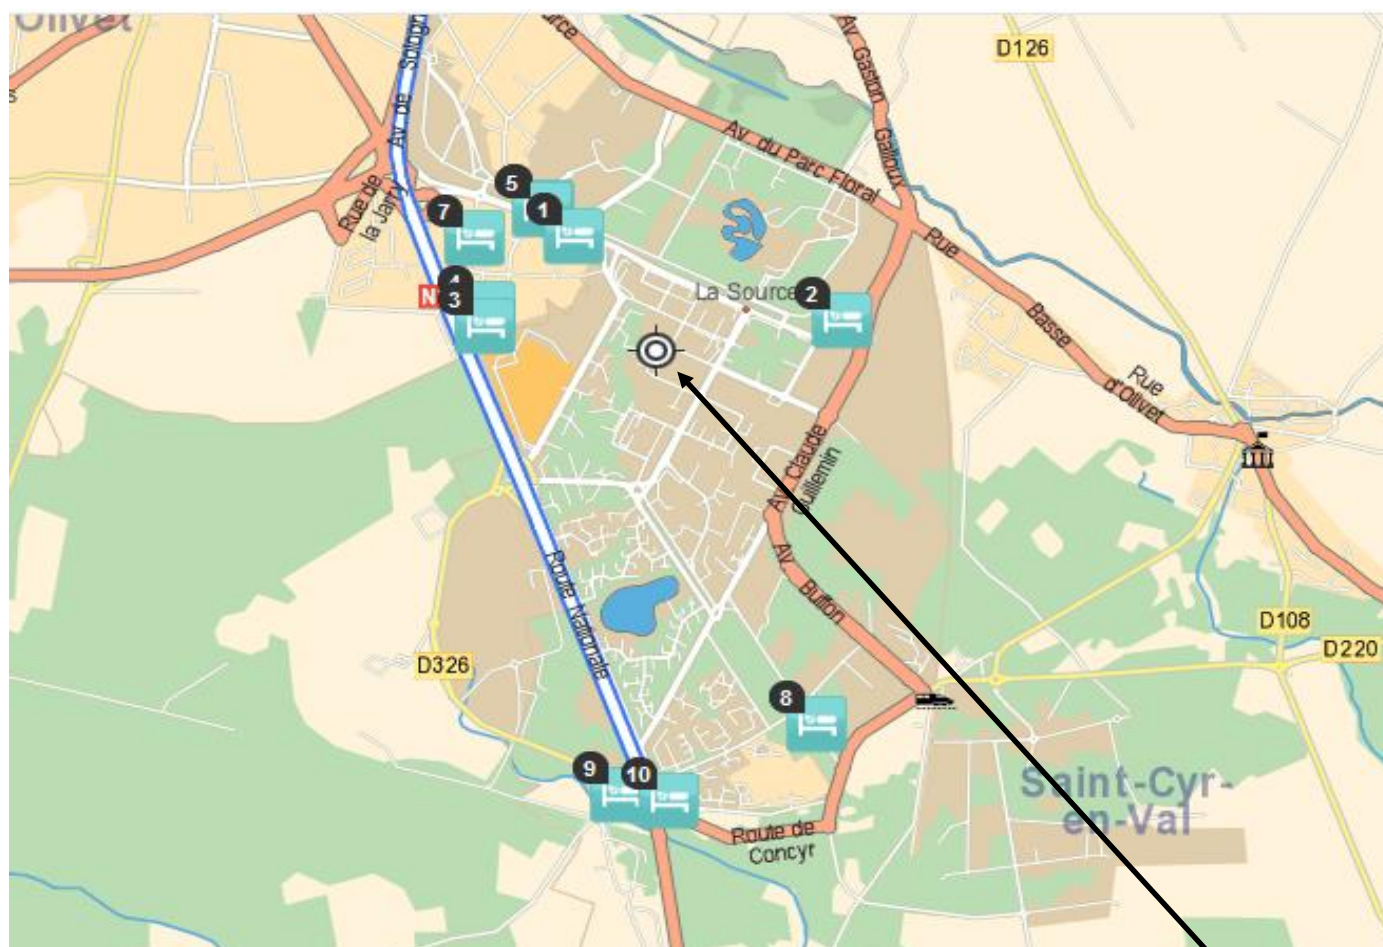 Olivet
D126
Av. de Sologn
urce
Av. Gaston
Galloux
Av. du Parc Floral
Rue de
la Jarry
5
1
7
4
3
N
La Source
2
Rue
Basse
Rue
d'Olivet
Av. Claude
Guillemin
Av. Buffon
Route Nationale
D326
D108
D220
8
9
10
Saint-Cyr-
en-Val
Route de
Concyr